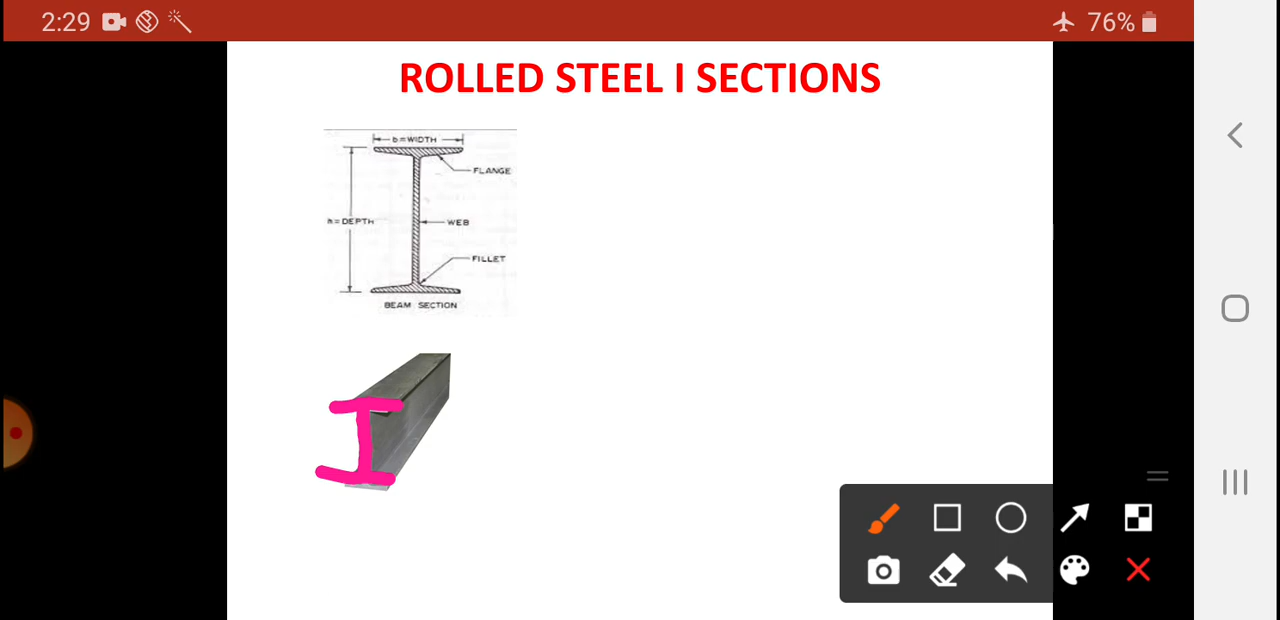 2:29 76%
ROLLED STEEL I SECTIONS
b=WIDTH
FLANGE
h=DEPTH
WEB
FILLET
BEAM SECTION